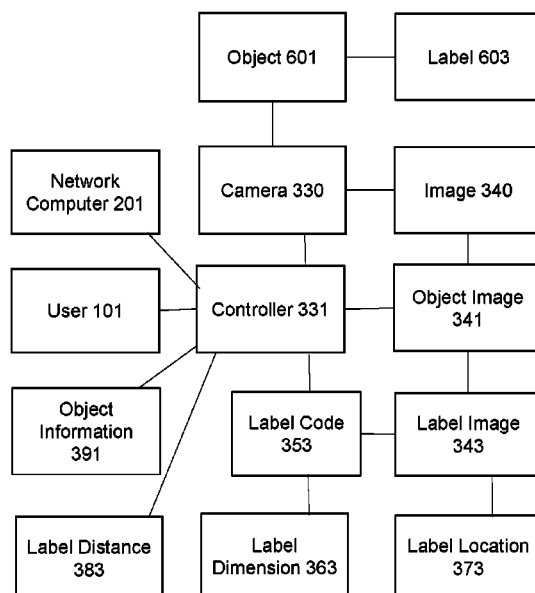 Object 601
Label 603
Network
Computer 201
Camera 330
Image 340
User 101
Controller 331
Object Image
341
Object
Information
391
Label Code
353
Label Image
343
Label Distance
383
Label
Dimension 363
Label Location
373